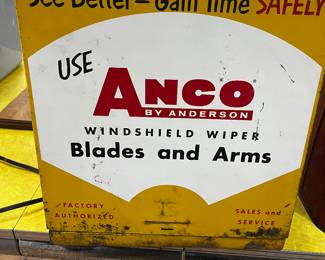 See Better - Gain Time SAFELY
USE
ANCO
BY ANDERSON
WINDSHIELD WIPER
Blades and Arms
FACTORY
AUTHORIZED
SALES and
SERVICE